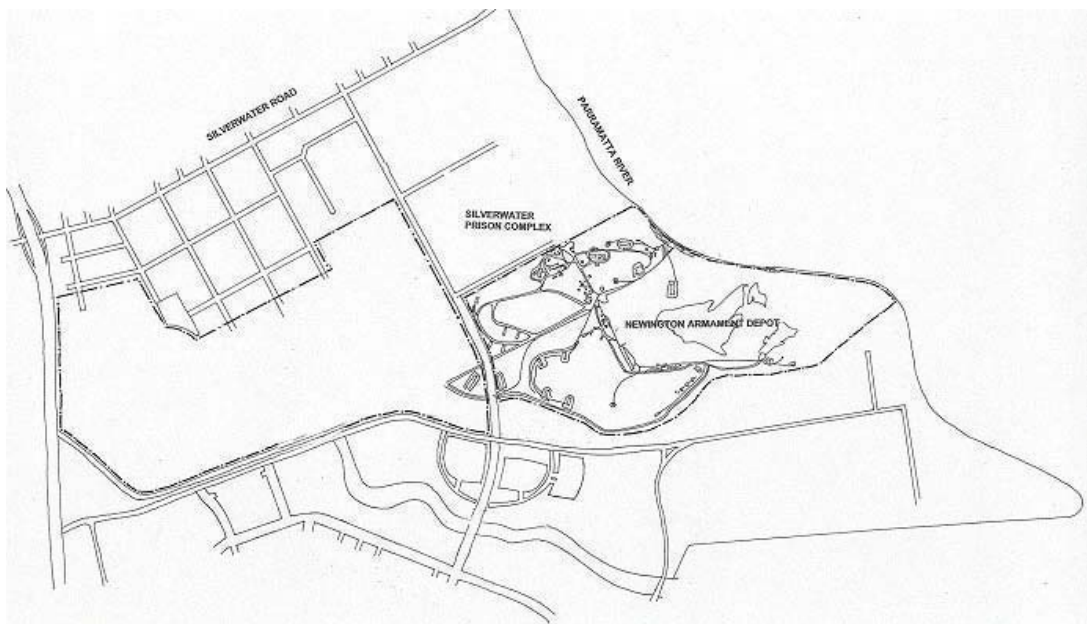 SILVERWATER ROAD
PARRAMATTA RIVER
SILVERWATER
PRISON COMPLEX
NEWINGTON ARMAMENT DEPOT